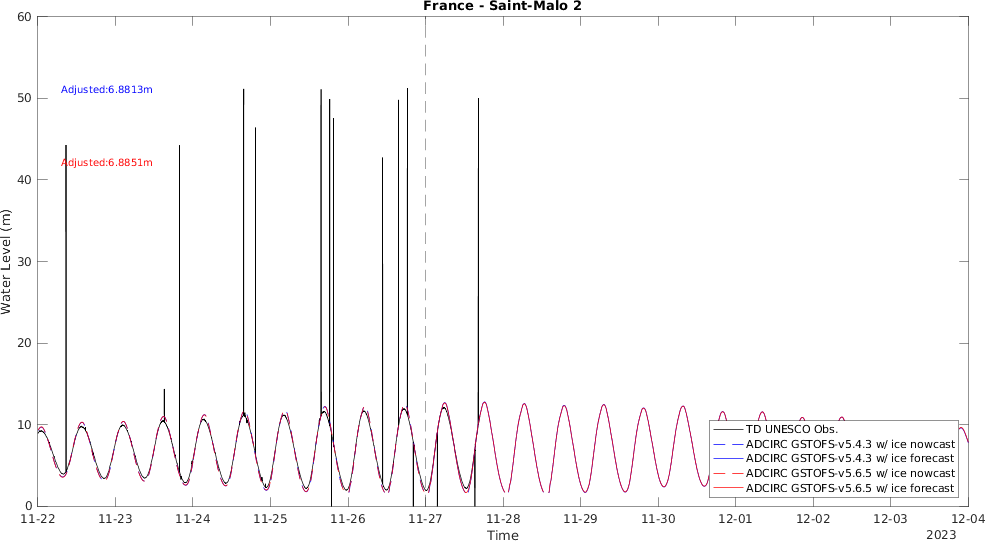 France - Saint-Malo 2
60
50
40
30
20
10
0
Water Level (m)
Adjusted:6.8813m
Adjusted:6.8851m
TD UNESCO Obs.
ADCIRC GSTOFS-v5.4.3 w/ ice nowcast
ADCIRC GSTOFS-v5.4.3 w/ ice forecast
ADCIRC GSTOFS-v5.6.5 w/ ice nowcast
ADCIRC GSTOFS-v5.6.5 w/ ice forecast
11-22 11-23 11-24 11-25 11-26 11-27 11-28 11-29 11-30 12-01 12-02 12-03 12-04
Time
2023